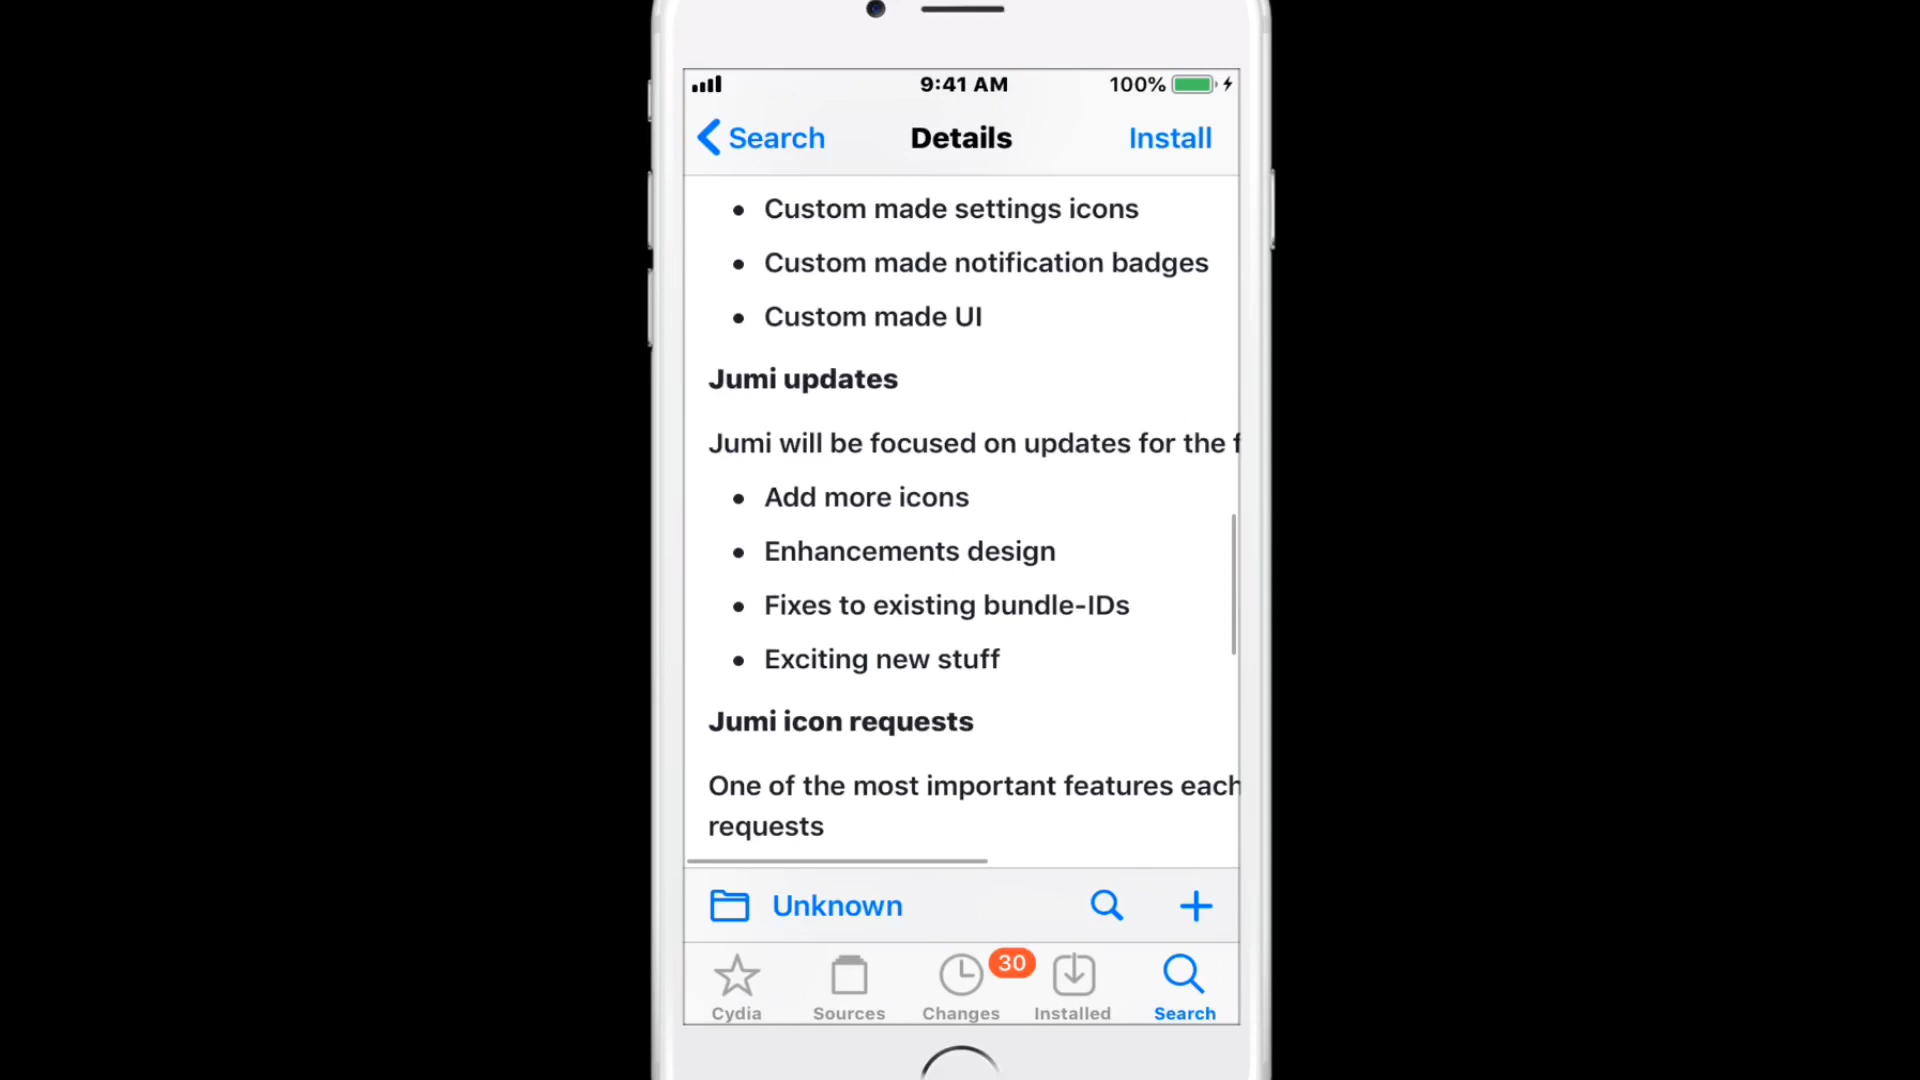 9:41 AM
100%
Search
Details
Install
• Custom made settings icons
• Custom made notification badges
• Custom made UI
Jumi updates
Jumi will be focused on updates for the f
• Add more icons
• Enhancements design
• Fixes to existing bundle-IDs
• Exciting new stuff
Jumi icon requests
One of the most important features each
requests
Unknown
30
Cydia
Sources
Changes
Installed
Search